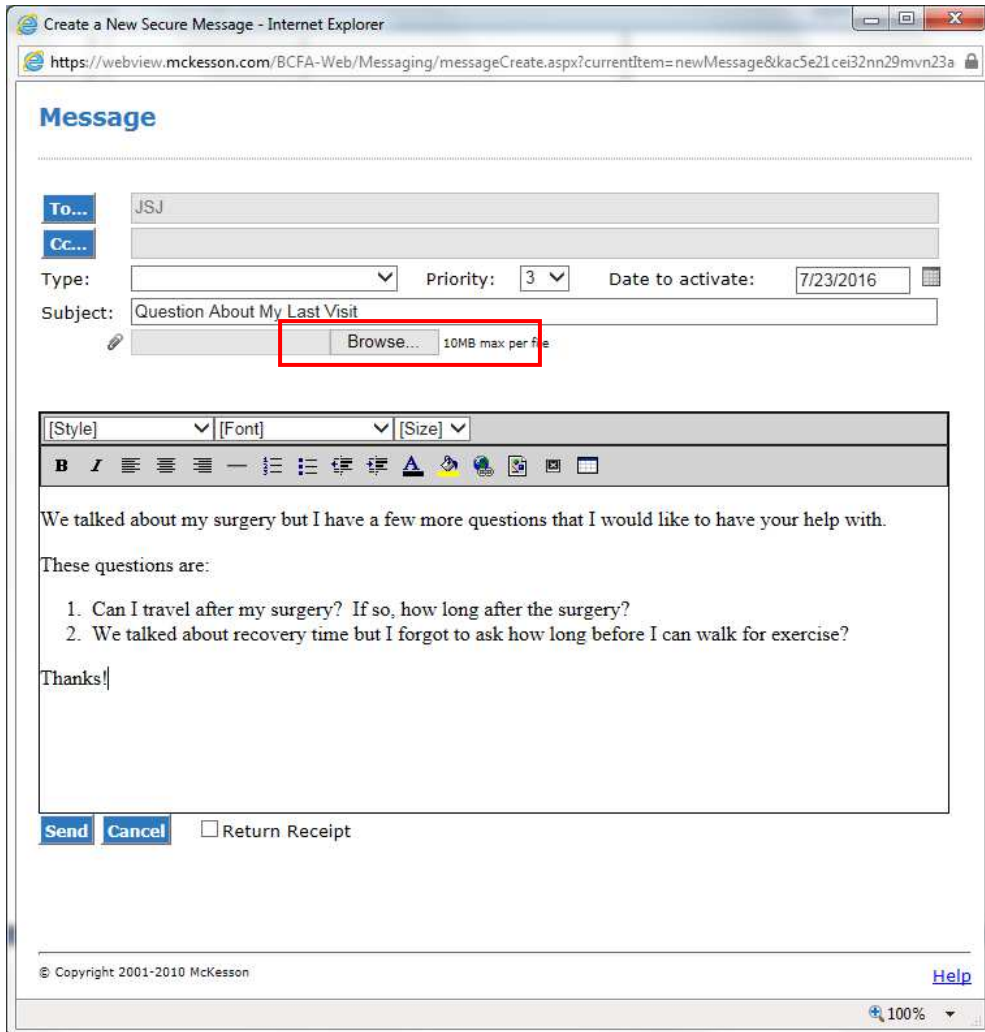 Create a New Secure Message - Internet Explorer
https://webview.mckesson.com/BCFA-Web/Messaging/messageCreate.aspx?currentItem=newMessage&kac5e21cei32nn29mvn23a
Message
To... JSJ
Cc...
Type: Priority: 3 Date to activate: 7/23/2016
Subject: Question About My Last Visit
Browse... 10MB max per file
[Style] [Font] [Size]
B I A
We talked about my surgery but I have a few more questions that I would like to have your help with.
These questions are:
1. Can I travel after my surgery? If so, how long after the surgery?
2. We talked about recovery time but I forgot to ask how long before I can walk for exercise?
Thanks!
Send Cancel Return Receipt
© Copyright 2001-2010 McKesson Help
100%